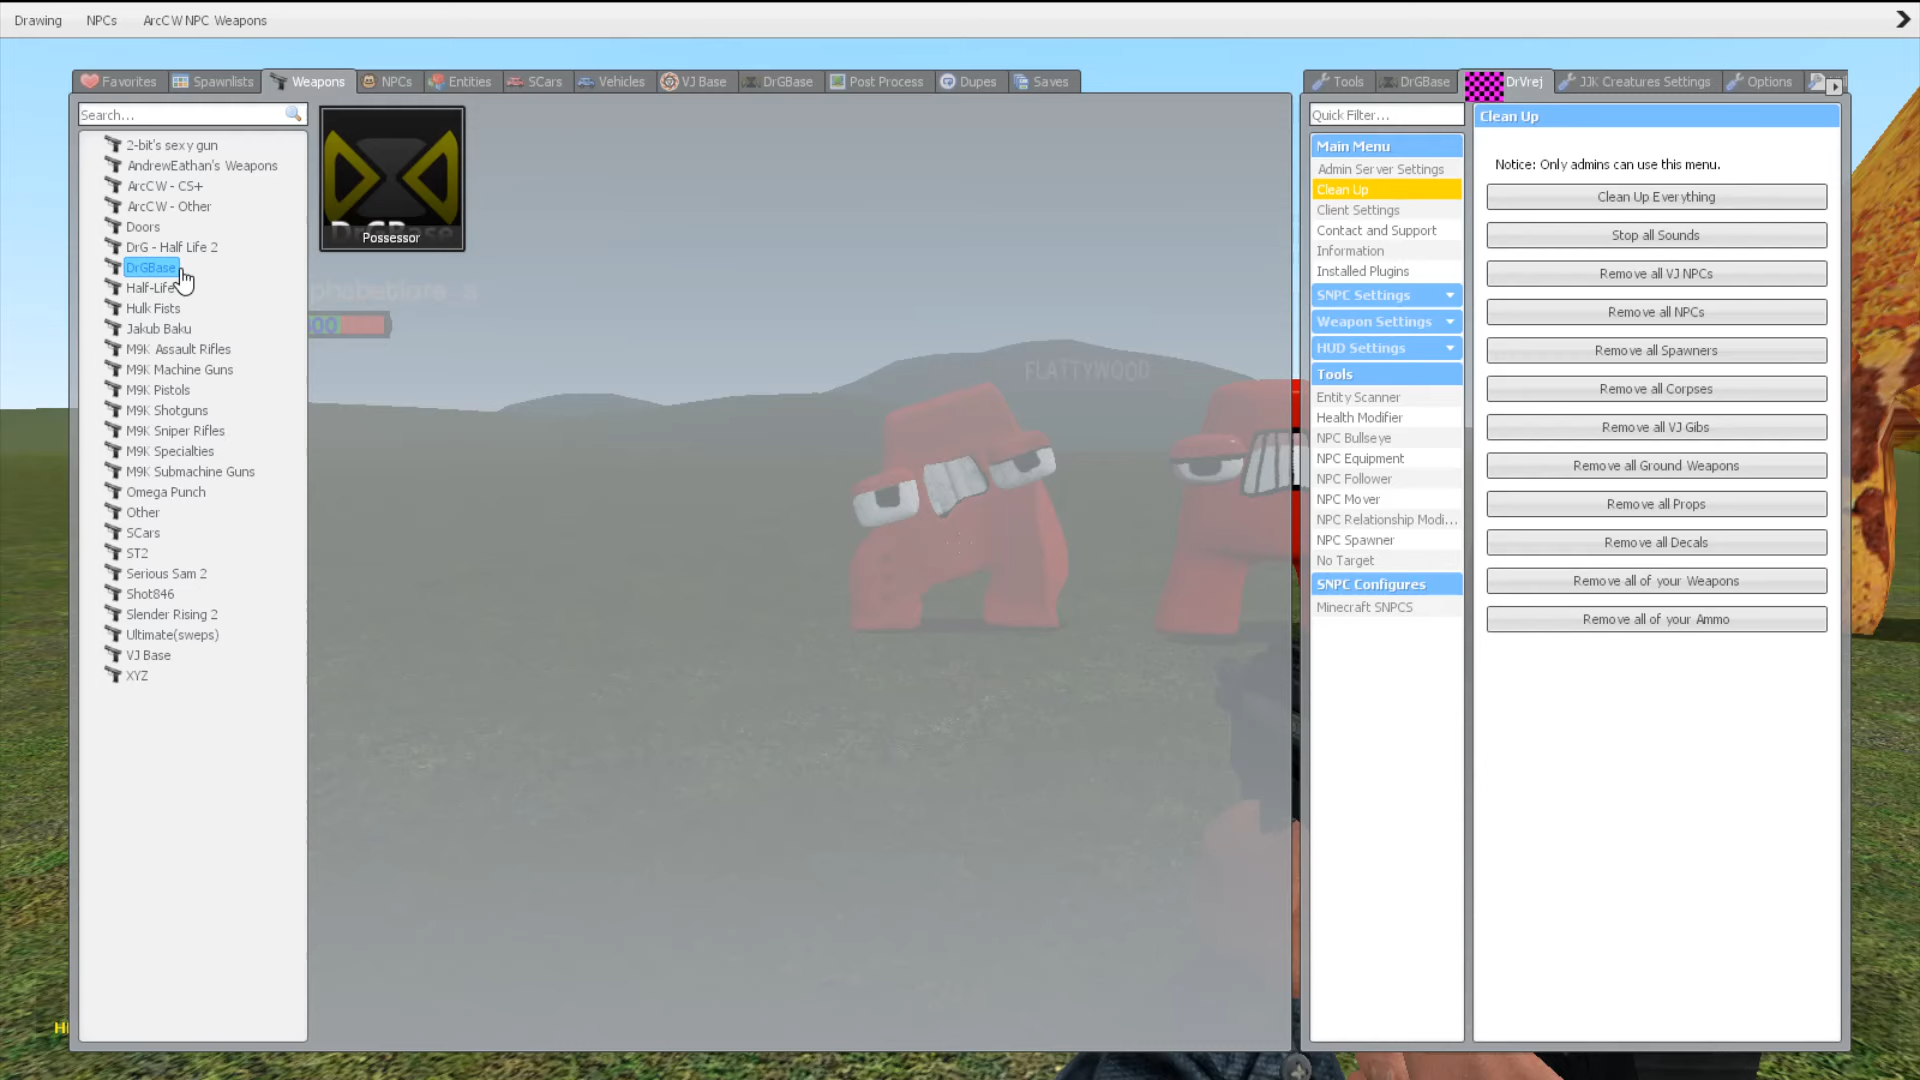 Drawing NPCs ArcCW NPC Weapons
Favorites Spawnlists Weapons NPCs Entities SCars Vehicles VJ Base DrGBase Post Process Dupes Saves
Search...
2-bit's sexy gun
AndrewEathan's Weapons
ArcCW - CS+
ArcCW - Other
Doors
DrG - Half Life 2
DrGBase
Half-Life
Hulk Fists
Jakub Baku
M9K Assault Rifles
M9K Machine Guns
M9K Pistols
M9K Shotguns
M9K Sniper Rifles
M9K Specialties
M9K Submachine Guns
Omega Punch
Other
SCars
ST2
Serious Sam 2
Shot846
Slender Rising 2
Ultimate(sweps)
VJ Base
XYZ
DrGBase
Possessor
FLATTYWOOD
Tools DrGBase DrVrej JJK Creatures Settings Options
Quick Filter...
Main Menu
Admin Server Settings
Clean Up
Client Settings
Contact and Support
Information
Installed Plugins
SNPC Settings
Weapon Settings
HUD Settings
Tools
Entity Scanner
Health Modifier
NPC Bullseye
NPC Equipment
NPC Follower
NPC Mover
NPC Relationship Modi...
NPC Spawner
No Target
SNPC Configures
Minecraft SNPCS
Clean Up
Notice: Only admins can use this menu.
Clean Up Everything
Stop all Sounds
Remove all VJ NPCs
Remove all NPCs
Remove all Spawners
Remove all Corpses
Remove all VJ Gibs
Remove all Ground Weapons
Remove all Props
Remove all Decals
Remove all of your Weapons
Remove all of your Ammo